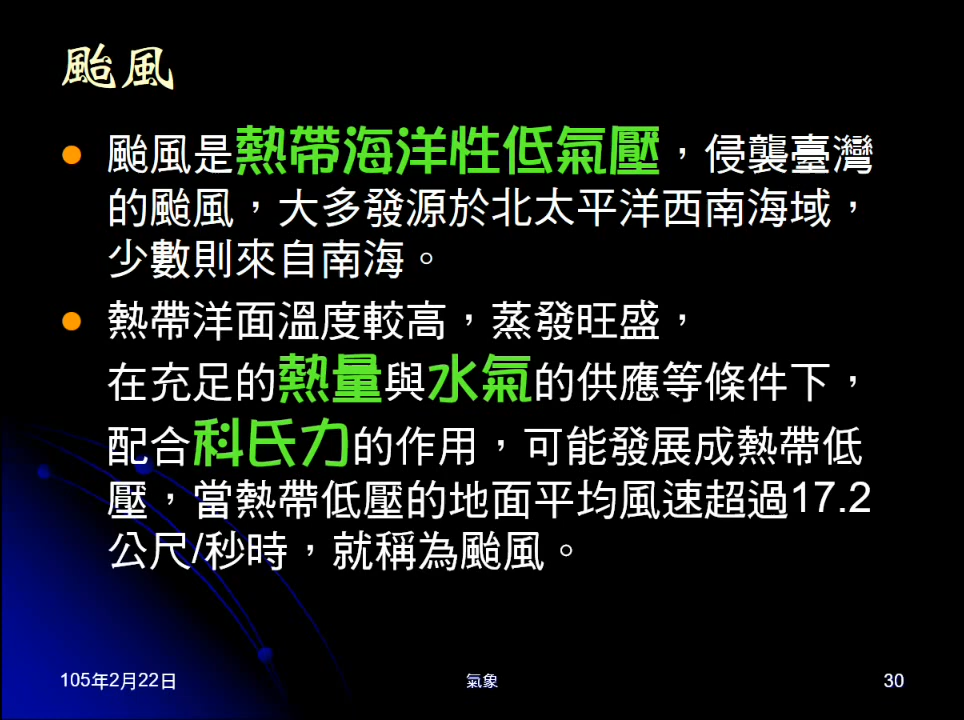 颱風
颱風是熱帶海洋性低氣壓，侵襲臺灣
的颱風，大多發源於北太平洋西南海域，
少數則來自南海。
熱帶洋面溫度較高，蒸發旺盛，
在充足的熱量與水氣的供應等條件下，
配合科氏力的作用，可能發展成熱帶低
壓，當熱帶低壓的地面平均風速超過17.2
公尺/秒時，就稱為颱風。
105年2月22日
氣象
30